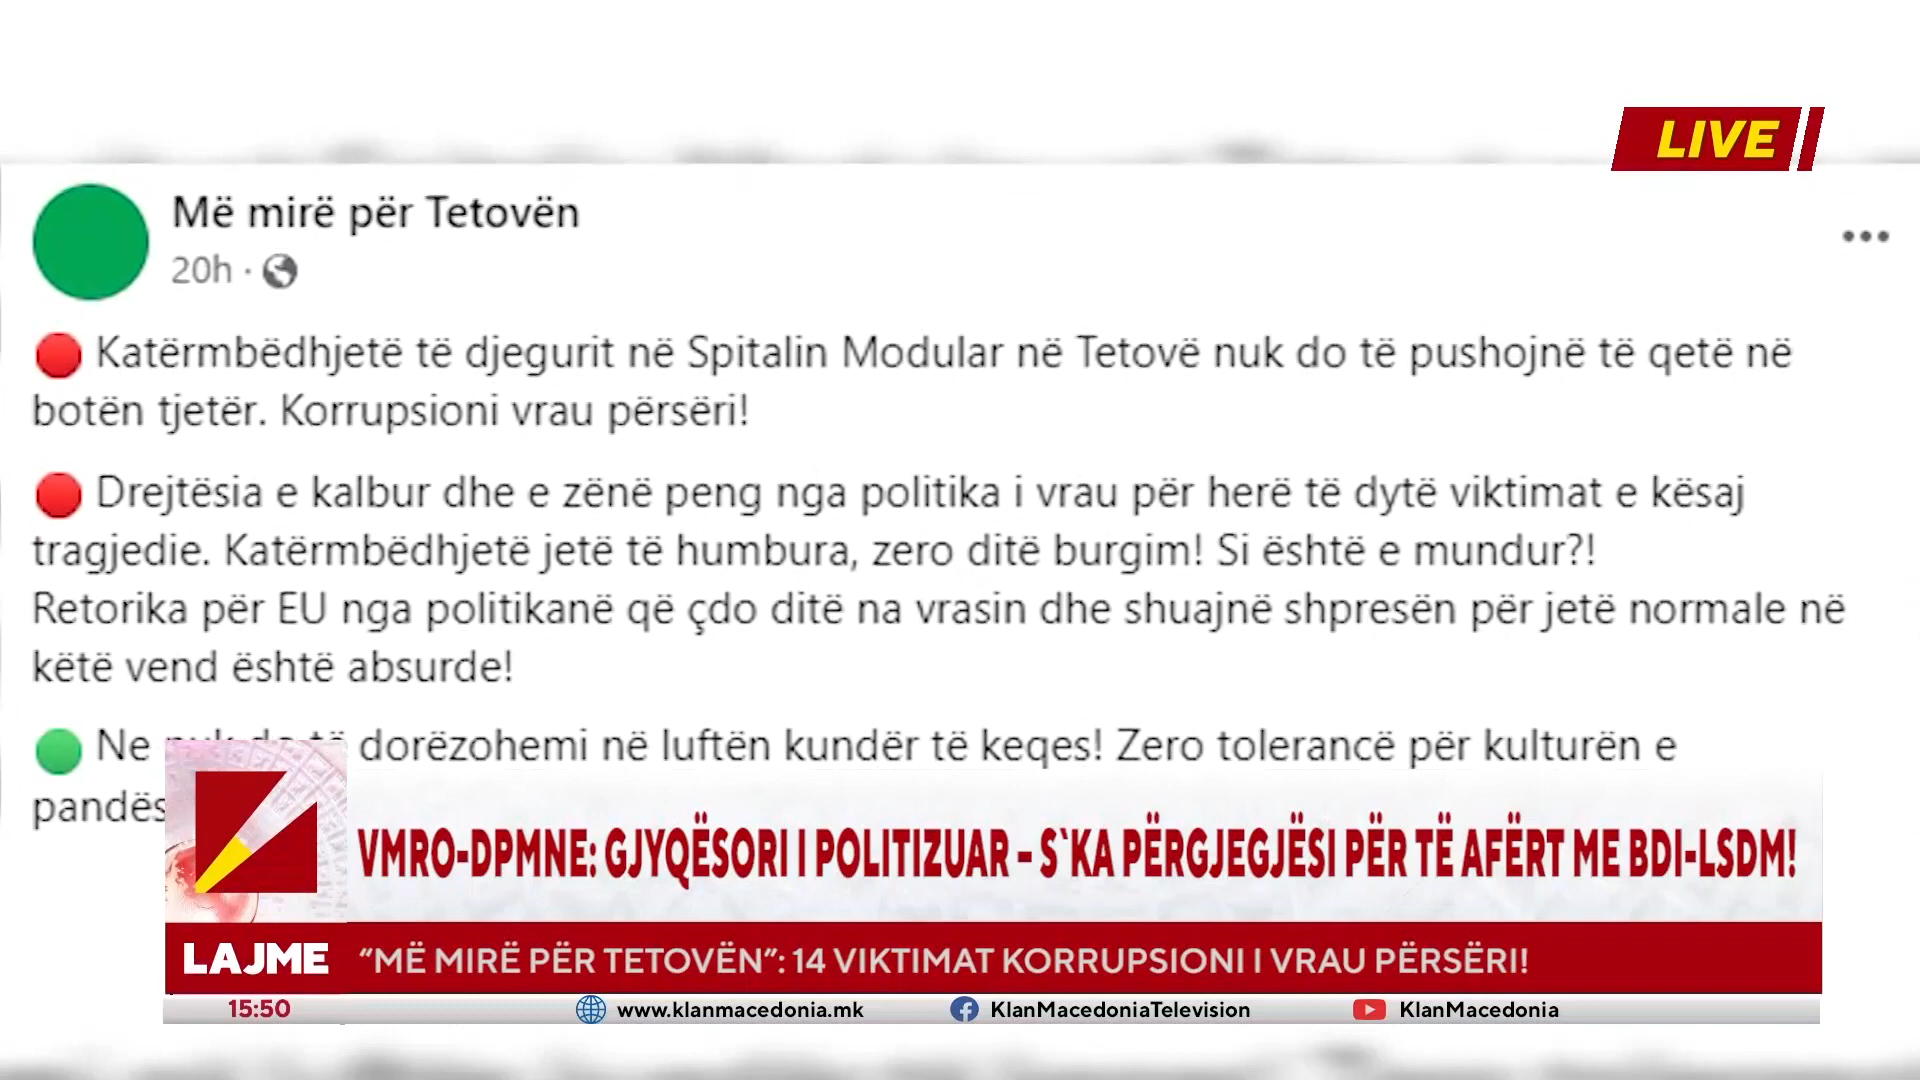 LIVE
Më mirë për Tetovën
20h ·
Katërmbëdhjetë të djegurit në Spitalin Modular në Tetovë nuk do të pushojnë të qetë në
botën tjetër. Korrupsioni vrau përsëri!
Drejtësia e kalbur dhe e zënë peng nga politika i vrau për herë të dytë viktimat e kësaj
tragjedie. Katërmbëdhjetë jetë të humbura, zero ditë burgim! Si është e mundur?!
Retorika për EU nga politikanë që çdo ditë na vrasin dhe shuajnë shpresën për jetë normale në
këtë vend është absurde!
Ne nuk do të dorëzohemi në luftën kundër të keqes! Zero tolerancë për kulturën e
VMRO-DPMNE: GJYQËSORI I POLITIZUAR – S`KA PËRGJEGJËSI PËR TË AFËRT ME BDI-LSDM!
LAJME
“MË MIRË PËR TETOVËN”: 14 VIKTIMAT KORRUPSIONI I VRAU PËRSËRI!
15:50
www.klanmacedonia.mk
KlanMacedoniaTelevision
KlanMacedonia